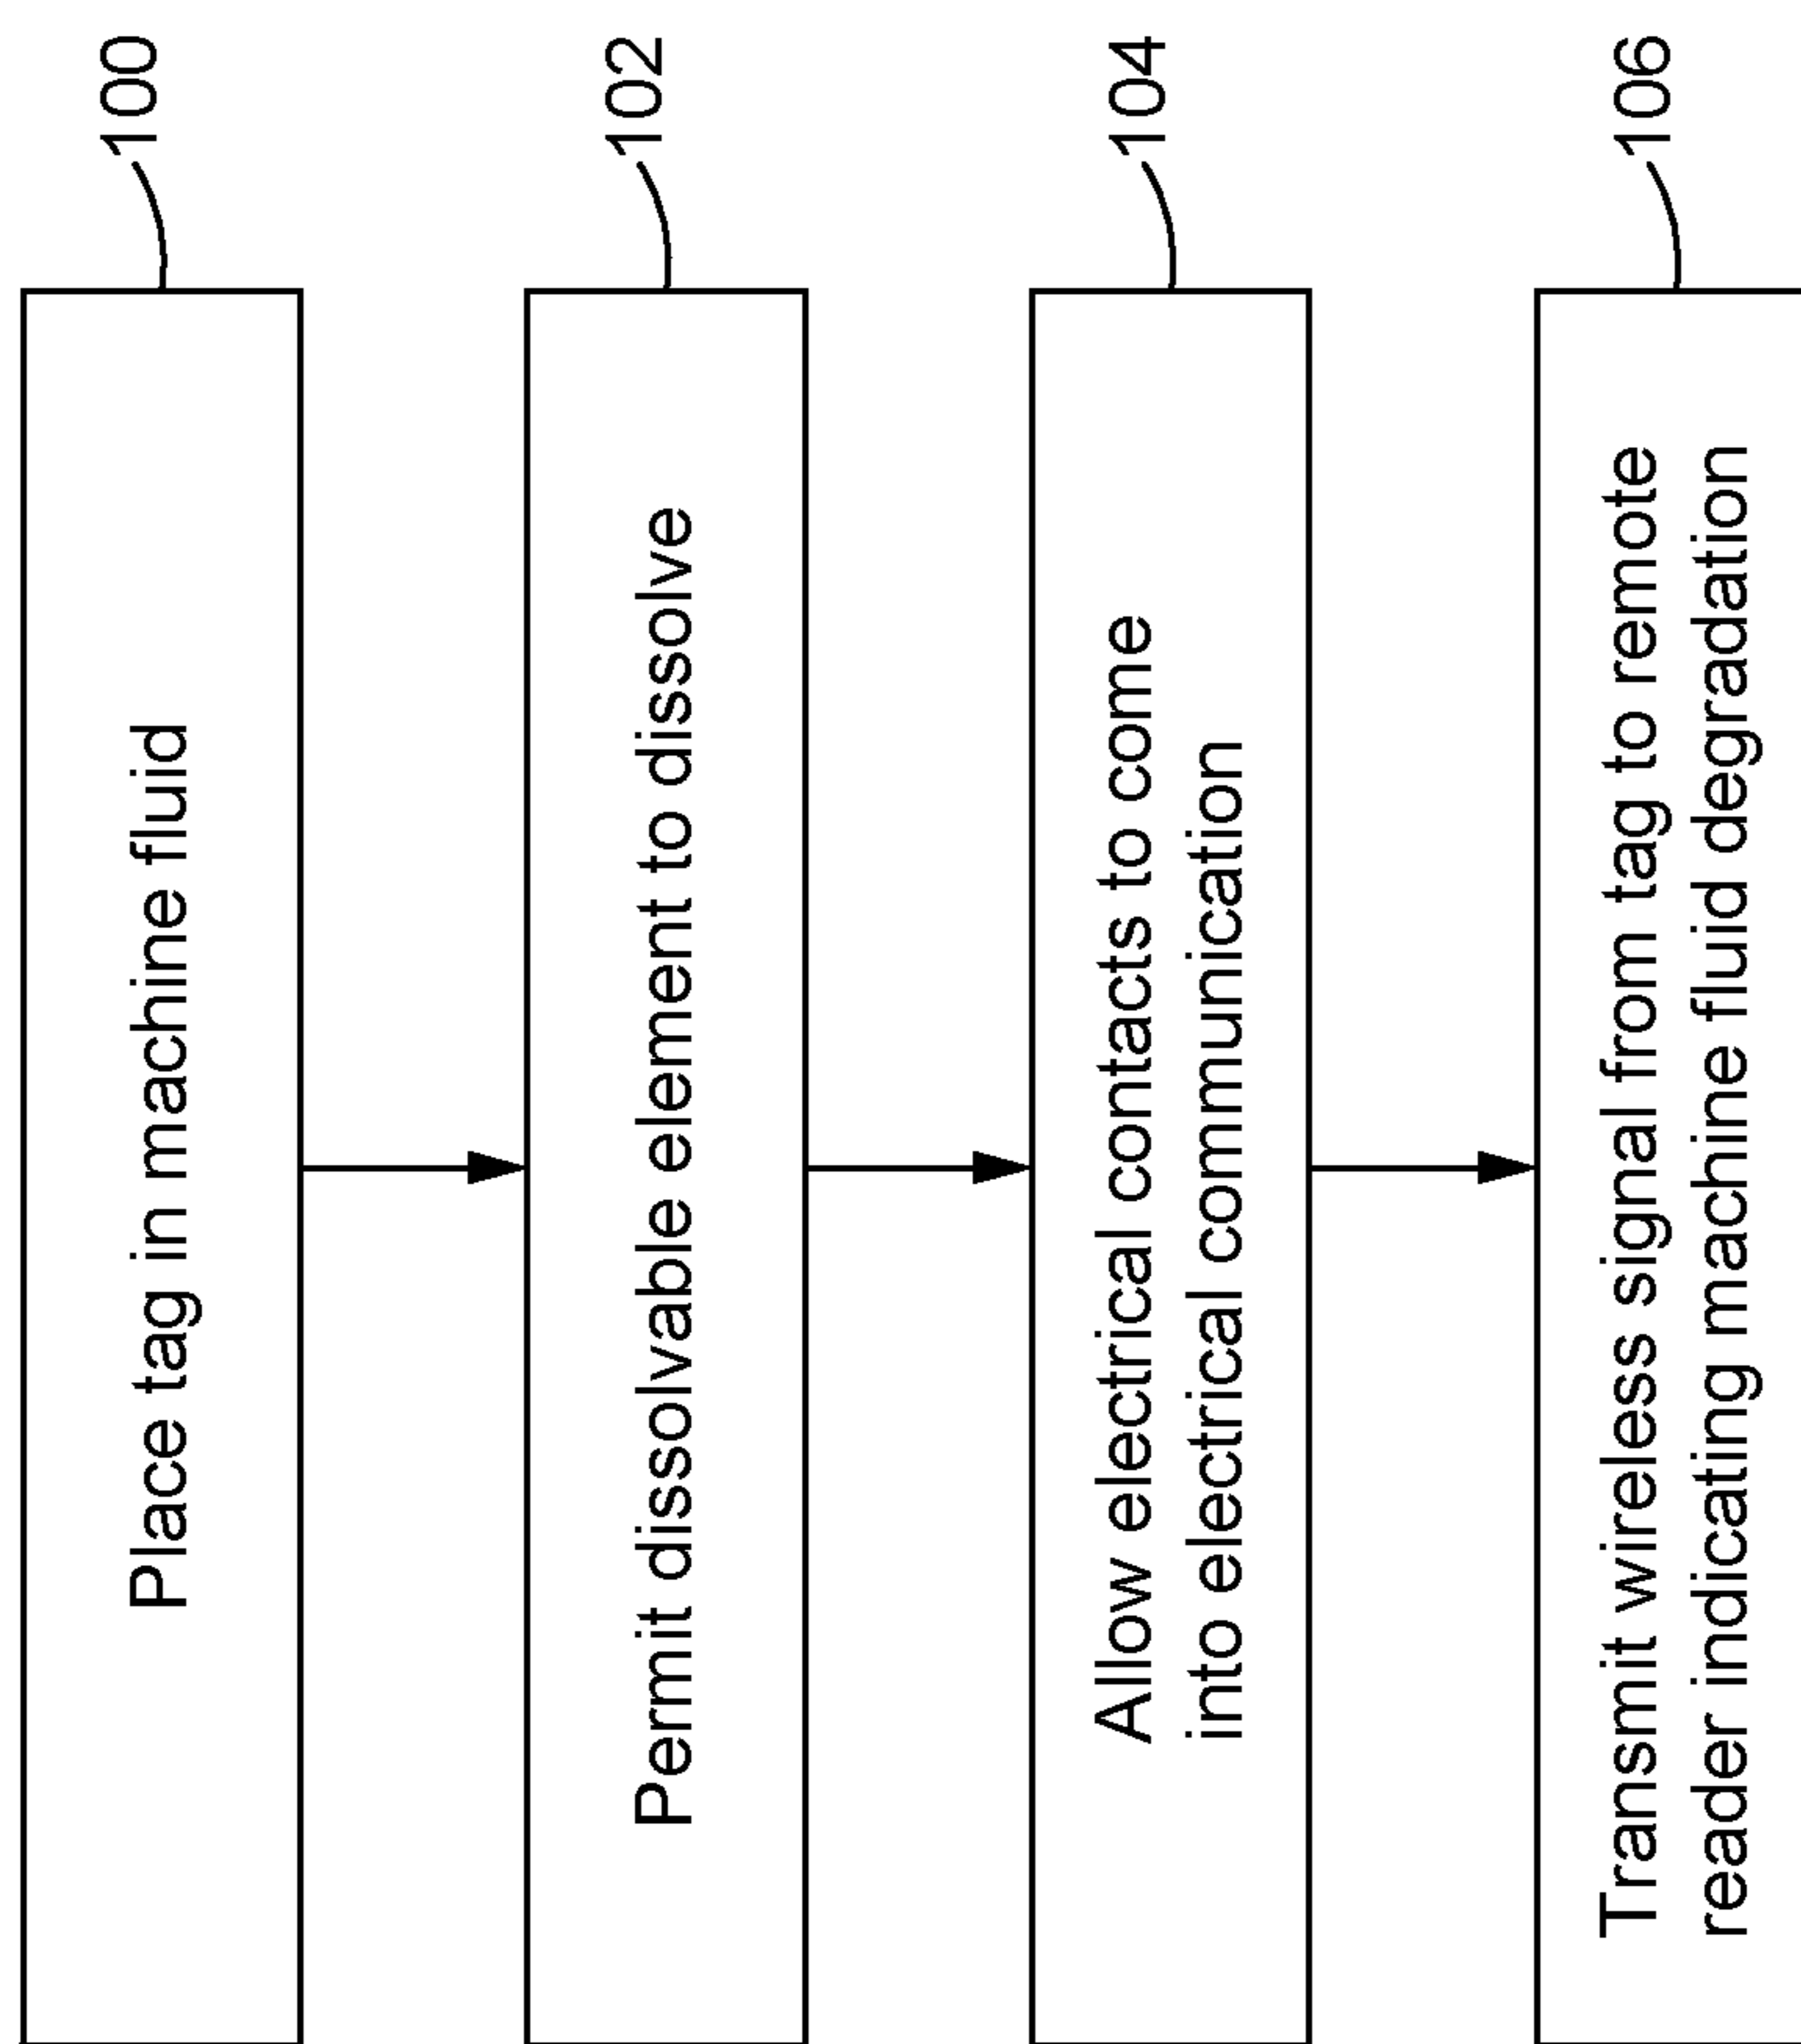 100
Place tag in machine fluid
102
Permit dissolvable element to dissolve
104
Allow electrical contacts to come
into electrical communication
106
Transmit wireless signal from tag to remote
reader indicating machine fluid degradation